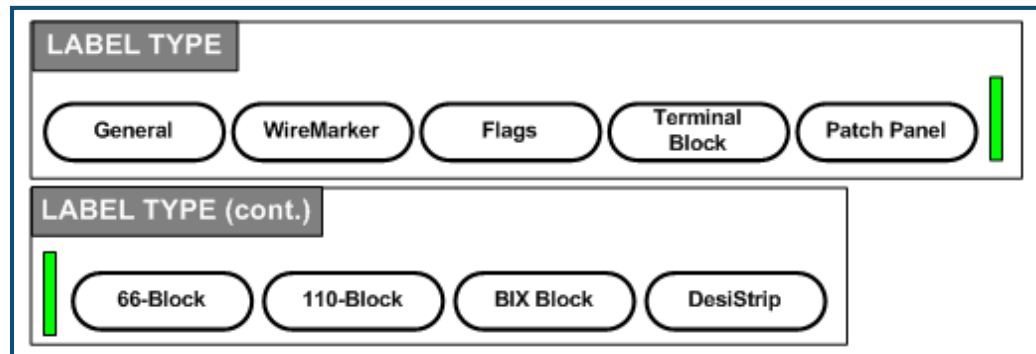 LABEL TYPE
General WireMarker Flags Terminal Block Patch Panel
LABEL TYPE (cont.)
66-Block 110-Block BIX Block DesiStrip